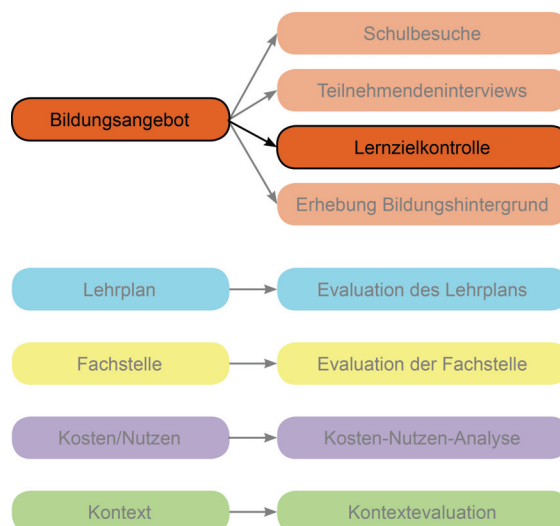 Schulbesuche
Teilnehmendeninterviews
Bildungsangebot
Lernzielkontrolle
Erhebung Bildungshintergrund
Lehrplan
Evaluation des Lehrplans
Fachstelle
Evaluation der Fachstelle
Kosten/Nutzen
Kosten-Nutzen-Analyse
Kontext
Kontextevaluation